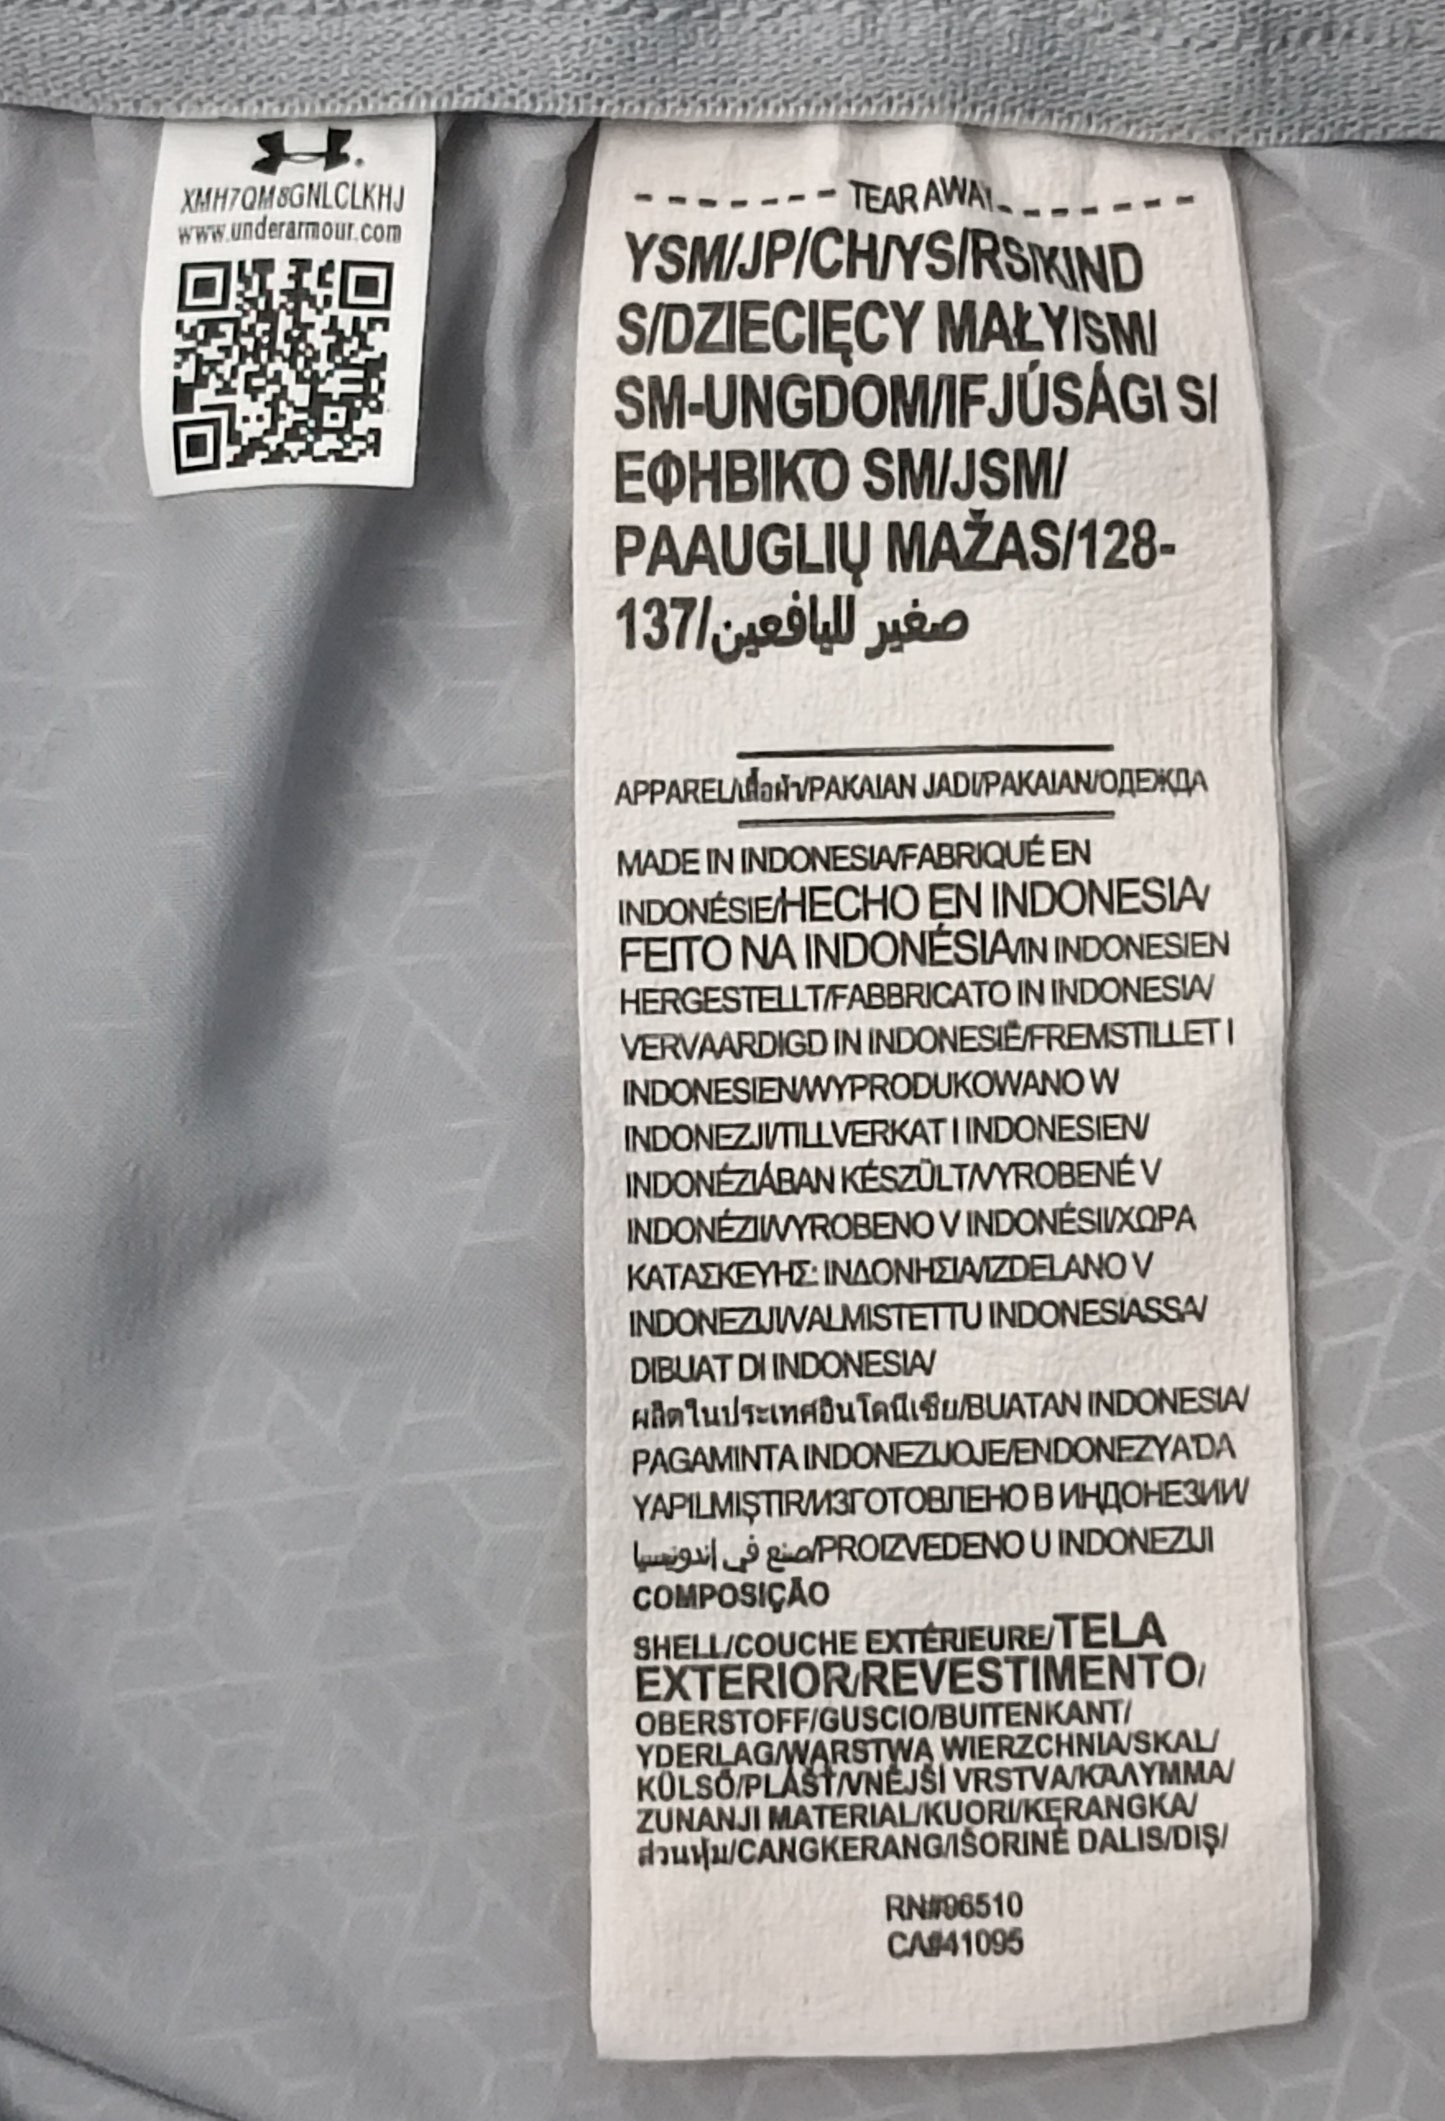 XMH7QM8GNLCLKHJ
www.underarmour.com
- - - - - - - TEAR AWAY - - - - - - -
YSM/JP/CH/YS/RS/KIND
S/DZIECIĘCY MAŁY/SM/
SM-UNGDOM/IFJÚSÁGI S/
ΕΦΗΒΙΚΌ SM/JSM/
PAAUGLIŲ MAŽAS/128-
137/صغير لليافعين
APPAREL/เสื้อผ้า/PAKAIAN JADI/PAKAIAN/ОДЕЖДА
MADE IN INDONESIA/FABRIQUÉ EN
INDONÉSIE/HECHO EN INDONESIA/
FEITO NA INDONÉSIA/IN INDONESIEN
HERGESTELLT/FABBRICATO IN INDONESIA/
VERVAARDIGD IN INDONESIË/FREMSTILLET I
INDONESIEN/WYPRODUKOWANO W
INDONEZJI/TILLVERKAT I INDONESIEN/
INDONÉZIÁBAN KÉSZÜLT/VYROBENÉ V
INDONÉZII/VYROBENO V INDONÉSII/ΧΩΡΑ
ΚΑΤΑΣΚΕΥΗΣ: ΙΝΔΟΝΗΣΙΑ/IZDELANO V
INDONEZIJI/VALMISTETTU INDONESIASSA/
DIBUAT DI INDONESIA/
ผลิตในประเทศอินโดนีเซีย/BUATAN INDONESIA/
PAGAMINTA INDONEZIJOJE/ENDONEZYA'DA
YAPILMIŞTIR/ИЗГОТОВЛЕНО В ИНДОНЕЗИИ/
صنع في إندونيسيا/PROIZVEDENO U INDONEZIJI
COMPOSIÇÃO
SHELL/COUCHE EXTÉRIEURE/TELA
EXTERIOR/REVESTIMENTO/
OBERSTOFF/GUSCIO/BUITENKANT/
YDERLAG/WARSTWA WIERZCHNIA/SKAL/
KÜLSŐ/PLÁŠŤ/VNĚJŠÍ VRSTVA/ΚΆΛΥΜΜΑ/
ZUNANJI MATERIAL/KUORI/KERANGKA/
ส่วนหุ้ม/CANGKERANG/IŠORINĖ DALIS/DIŞ/
RN#96510
CA#41095